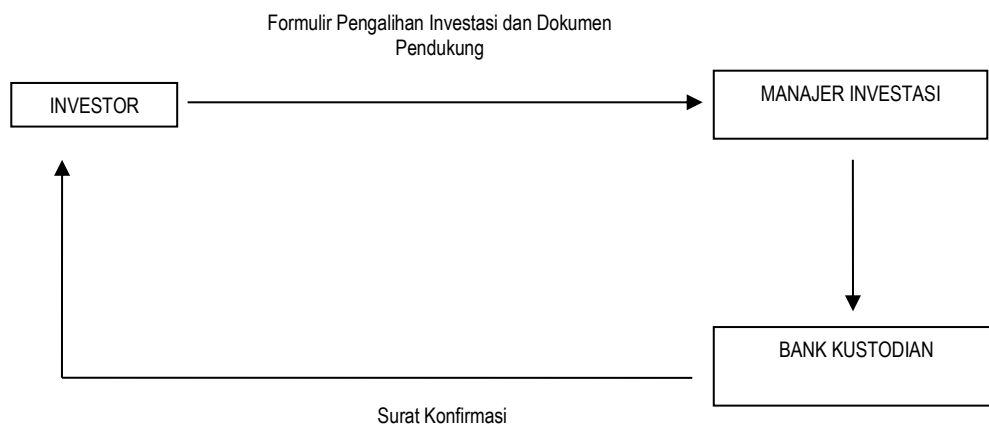 Formulir Pengalihan Investasi dan Dokumen
Pendukung
INVESTOR
MANAJER INVESTASI
BANK KUSTODIAN
Surat Konfirmasi